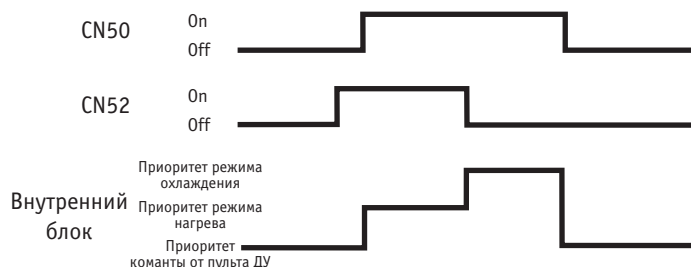 CN50
On
Off
CN52
On
Off
Внутренний
блок
Приоритет режима
охлаждения
Приоритет режима
нагрева
Приоритет
команты от пульта ДУ